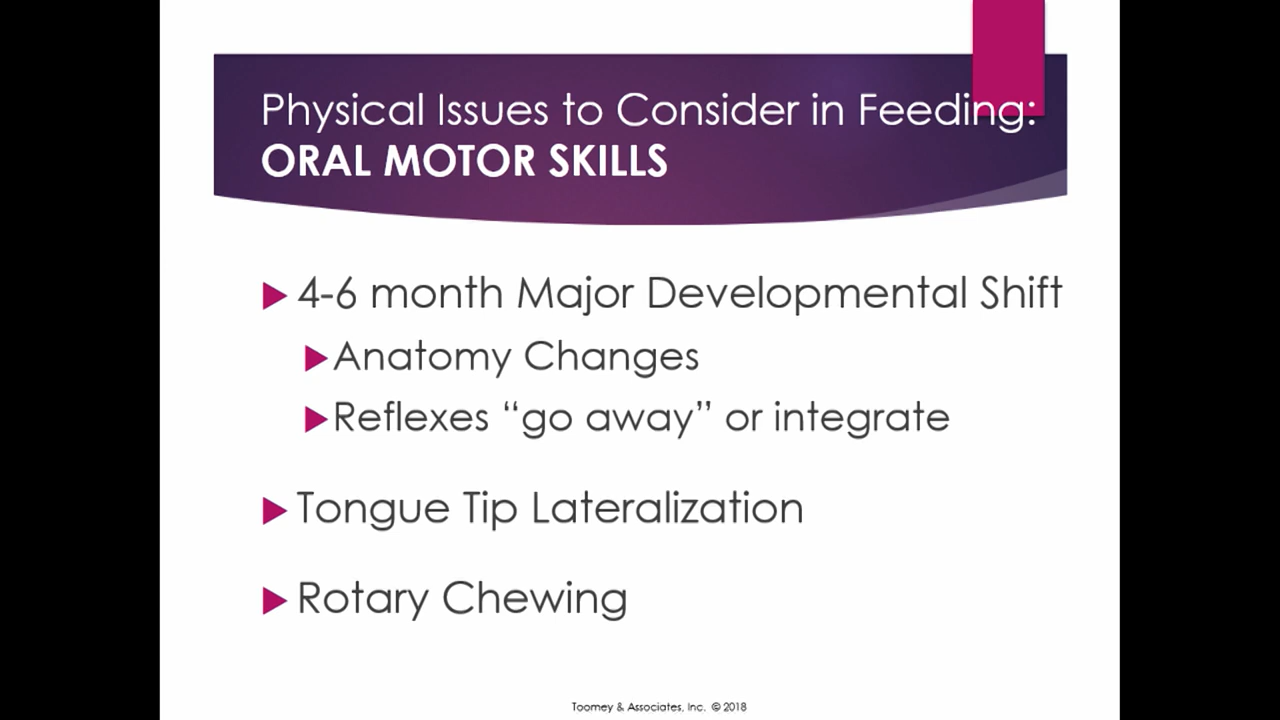 Physical Issues to Consider in Feeding:
ORAL MOTOR SKILLS
4-6 month Major Developmental Shift
Anatomy Changes
Reflexes “go away” or integrate
Tongue Tip Lateralization
Rotary Chewing
Toomey & Associates, Inc. © 2018